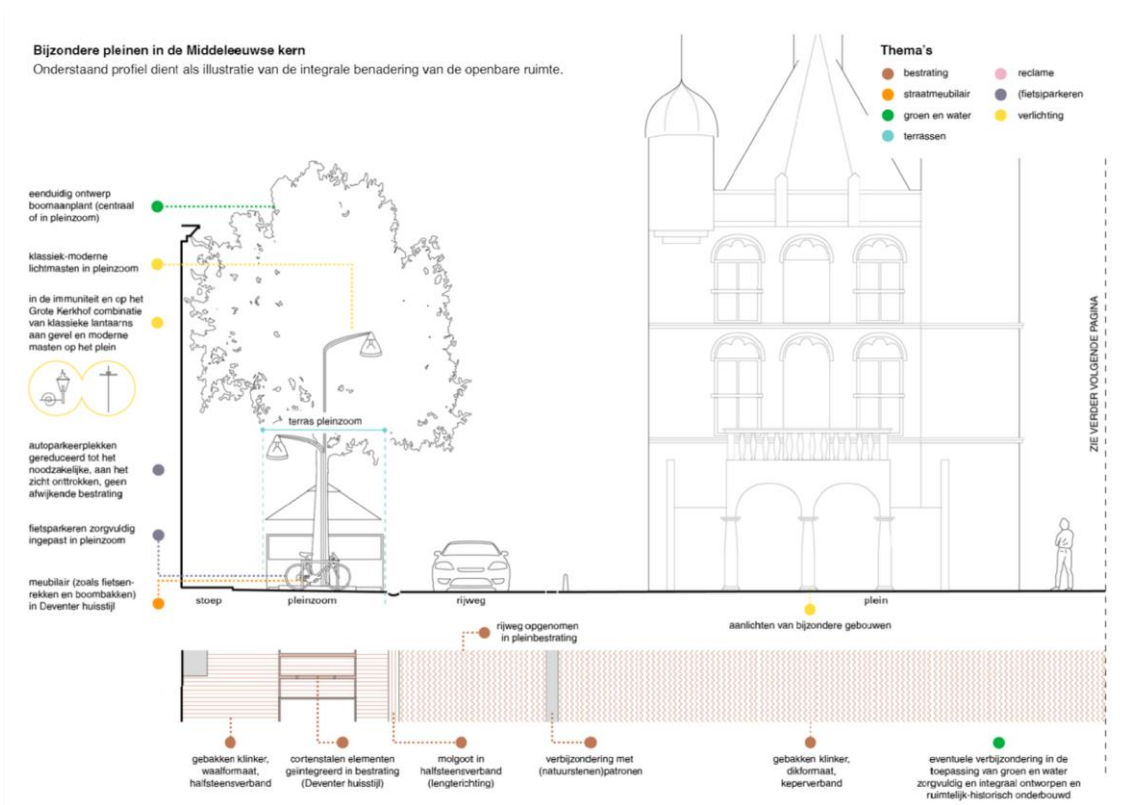 Bijzondere pleinen in de Middeleeuwse kern
Onderstaand profiel dient als illustratie van de integrale benadering van de openbare ruimte.
Thema's
bestrating
straatmeubilair
groen en water
terrassen
reclame
(fiets)parkeren
verlichting
eenduidig ontwerp
boomaanplant (centraal
of in pleinzoom)
klassiek-moderne
lichtmasten in pleinzoom
in de immuniteit en op het
Grote Kerkhof combinatie
van klassieke lantaarns
aan gevel en moderne
masten op het plein
autoparkeerplekken
gereduceerd tot het
noodzakelijke, aan het
zicht onttrokken, geen
afwijkende bestrating
fietsparkeren zorgvuldig
ingepast in pleinzoom
meubilair (zoals fietsen-
rekken en boombakken)
in Deventer huisstijl
terras pleinzoom
ZIE VERDER VOLGENDE PAGINA
stoep
pleinzoom
rijweg
plein
aanlichten van bijzondere gebouwen
rijweg opgenomen
in pleinbestrating
gebakken klinker,
waalformaat,
halfsteensverband
cortenstalen elementen
geïntegreerd in bestrating
(Deventer huisstijl)
molgoot in
halfsteensverband
(lengterichting)
verbijzondering met
(natuurstenen)patronen
gebakken klinker,
dikformaat,
keperverband
eventuele verbijzondering in de
toepassing van groen en water
zorgvuldig en integraal ontworpen en
ruimtelijk-historisch onderbouwd